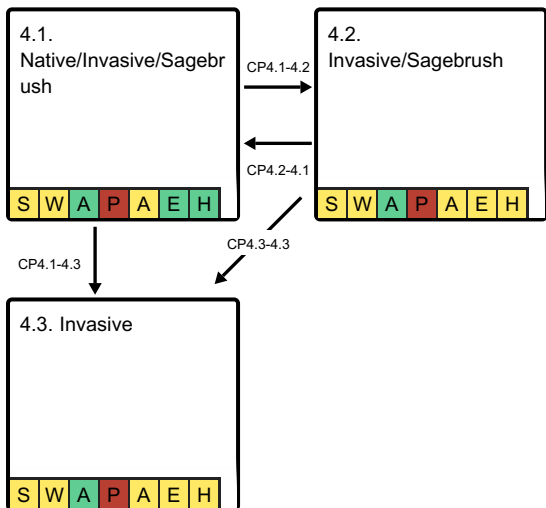 4.1.
Native/Invasive/Sagebr
ush
S W A P A E H
CP4.1-4.2
CP4.2-4.1
4.2.
Invasive/Sagebrush
S W A P A E H
CP4.1-4.3
CP4.3-4.3
4.3. Invasive
S W A P A E H